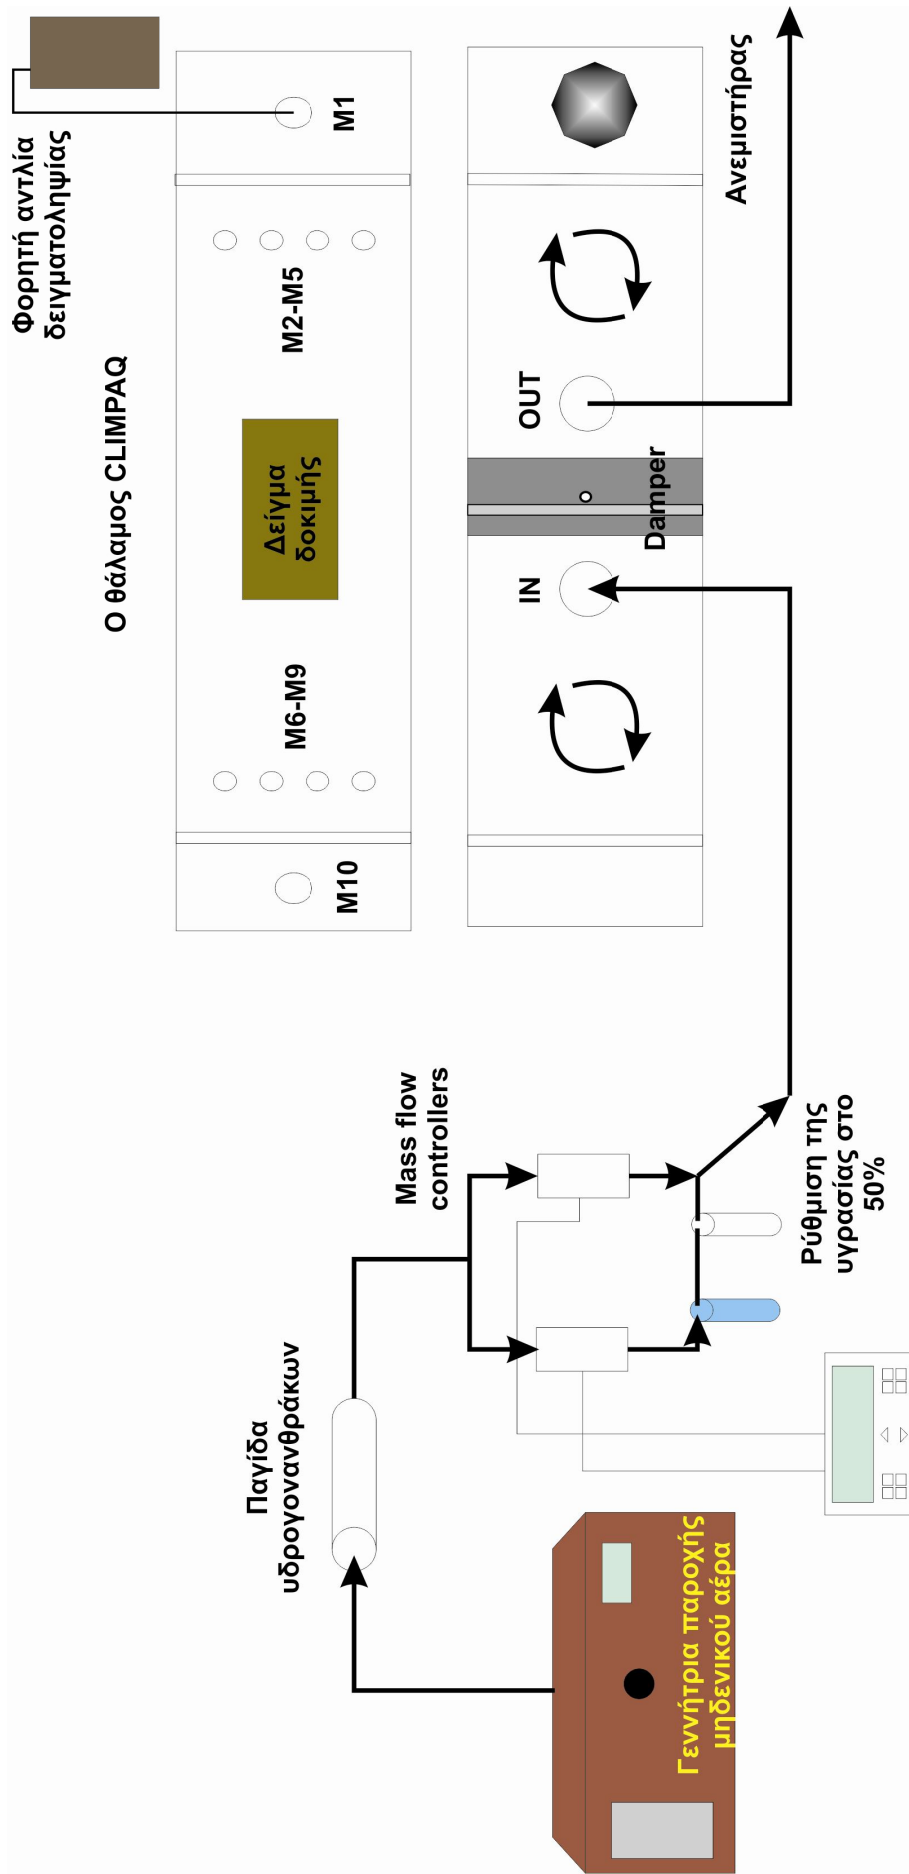 Φορητή αντλία
δειγματοληψίας
Ο θάλαμος CLIMPAQ
M10
M6-M9
Δείγμα
δοκιμής
M2-M5
M1
IN
Damper
OUT
Ανεμιστήρας
Παγίδα
υδρογονανθράκων
Mass flow
controllers
Ρύθμιση της
υγρασίας στο
50%
Γεννήτρια παροχής
μηδενικού αέρα